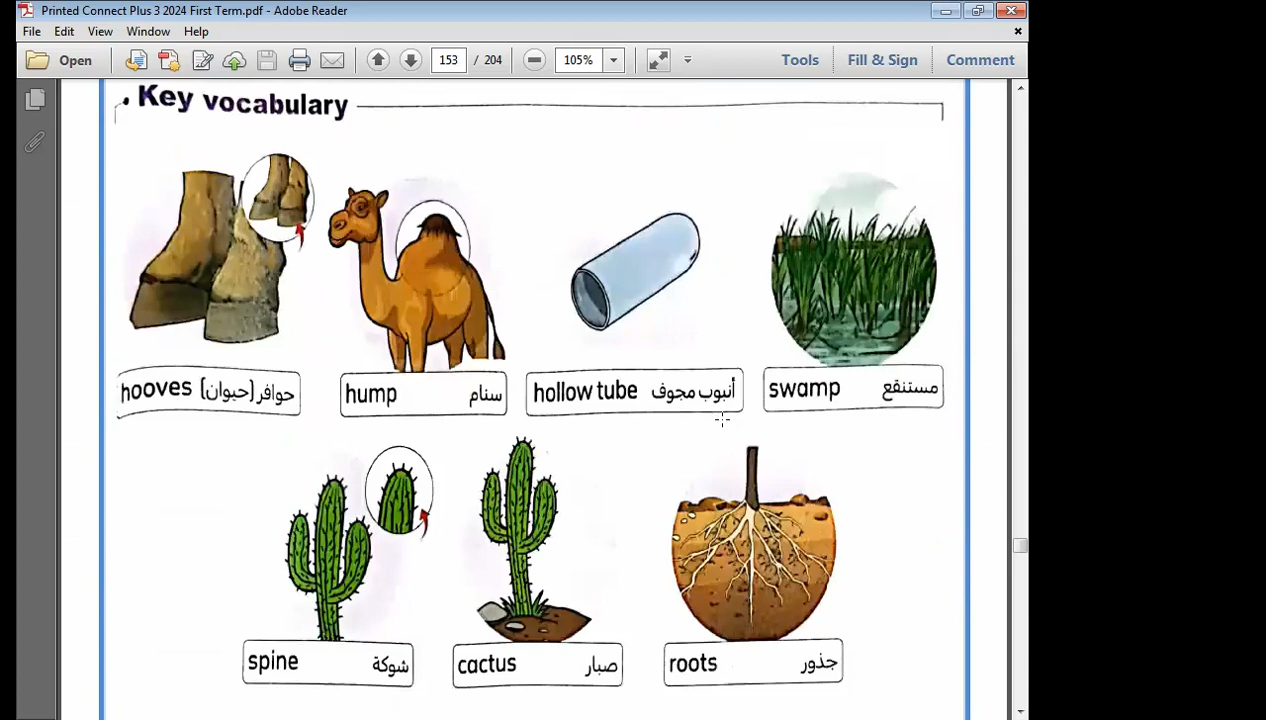 Printed Connect Plus 3 2024 First Term.pdf - Adobe Reader
File Edit View Window Help
Open 153 / 204 105% Tools Fill & Sign Comment
Key vocabulary
hooves حوافر (حيوان)
hump سنام
hollow tube أنبوب مجوف
swamp مستنقع
spine شوكة
cactus صبار
roots جذور